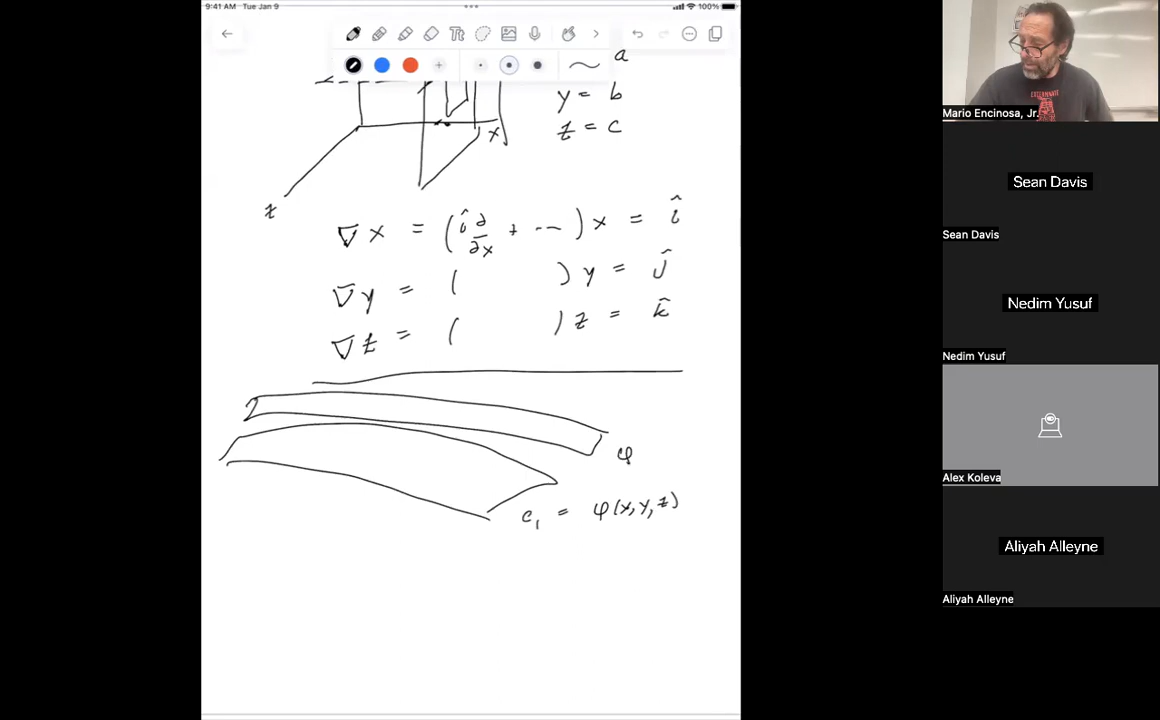 9:41 AM Tue Jan 9
100%
a
y = b
z = c
x
z
∇x = (î ∂/∂x + ---) x = î
∇y = ( ) y = ĵ
∇z = ( ) z = k̂
φ
c₁ = φ(x, y, z)
Mario Encinosa, Jr.
Sean Davis
Sean Davis
Nedim Yusuf
Nedim Yusuf
Alex Koleva
Aliyah Alleyne
Aliyah Alleyne